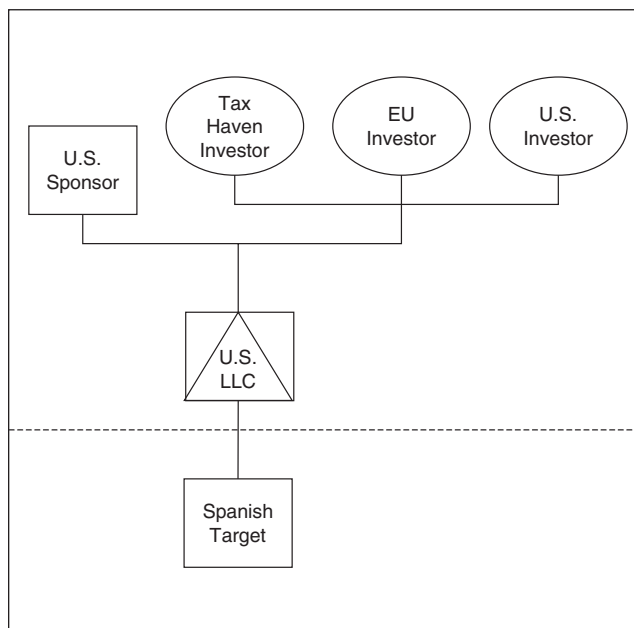 U.S.
Sponsor
Tax
Haven
Investor
EU
Investor
U.S.
Investor
U.S.
LLC
Spanish
Target